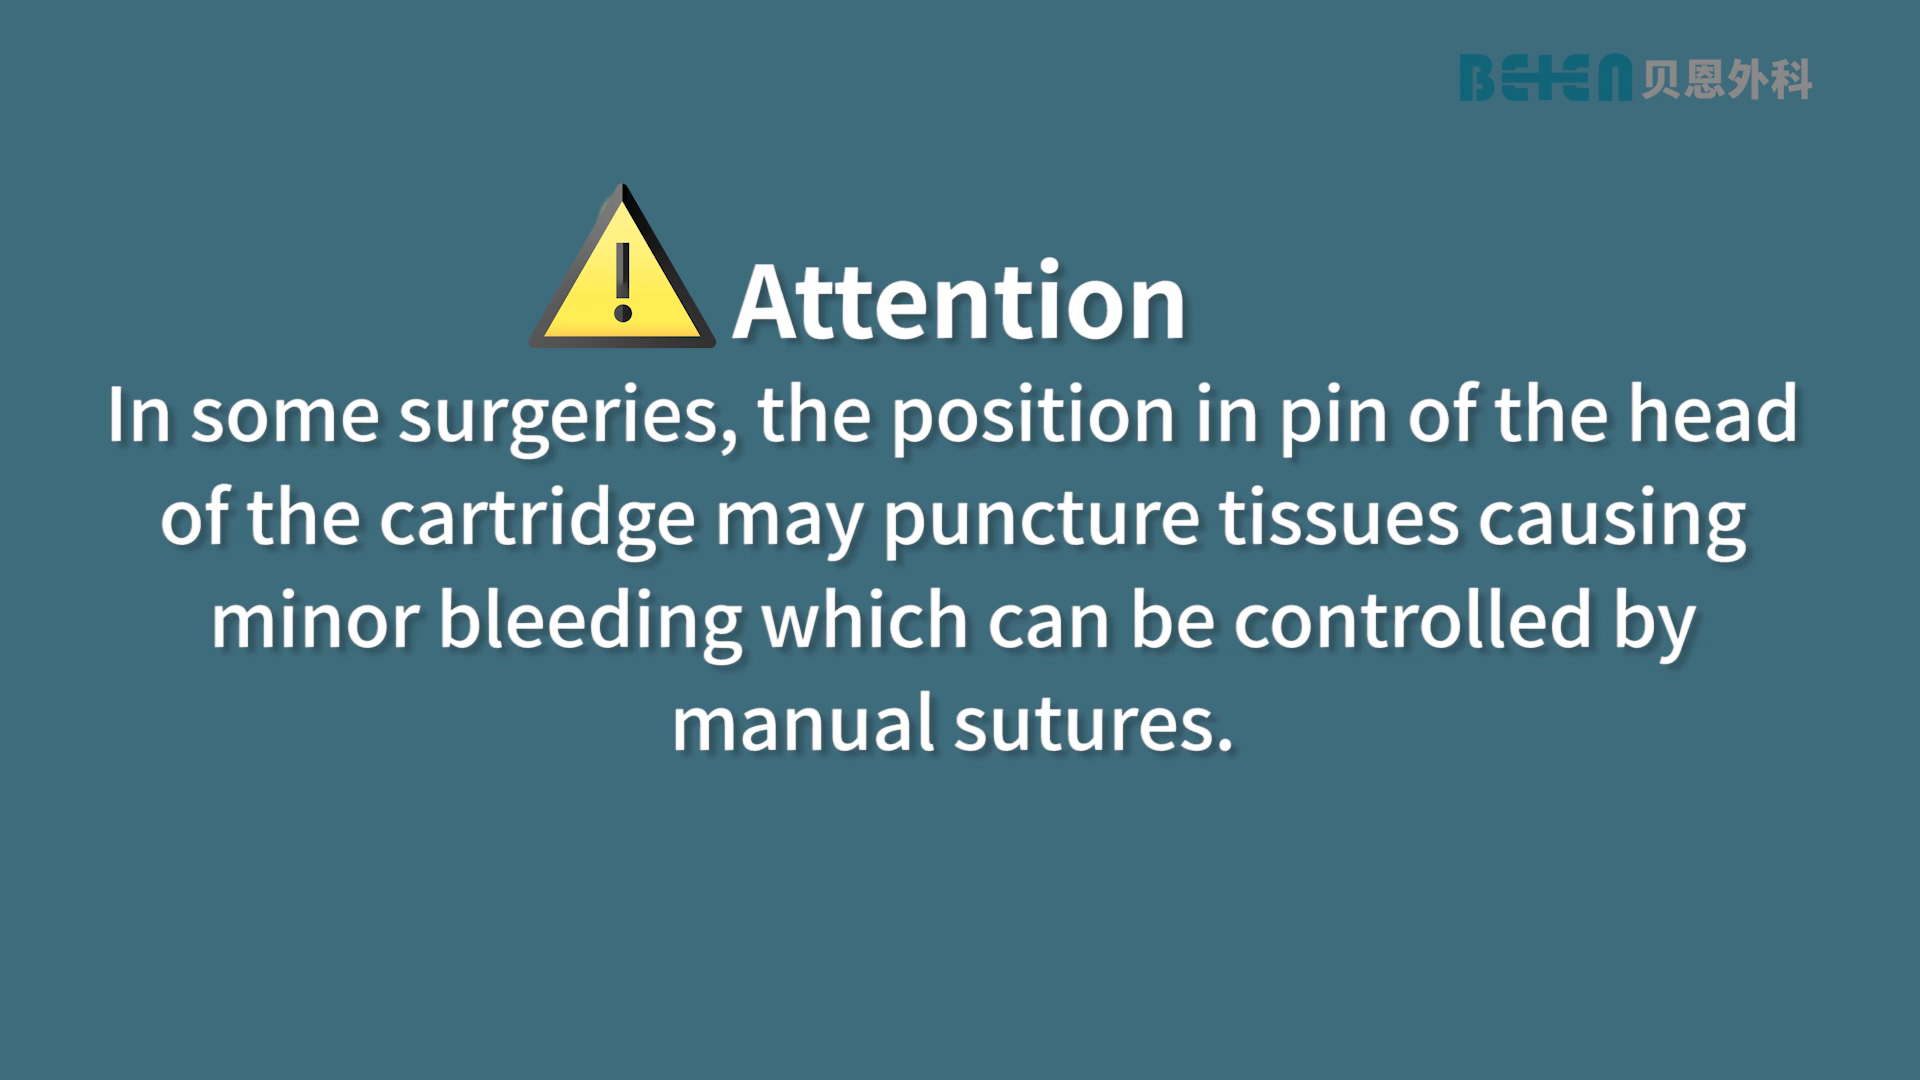 BEIEN 贝恩外科
Attention
In some surgeries, the position in pin of the head
of the cartridge may puncture tissues causing
minor bleeding which can be controlled by
manual sutures.